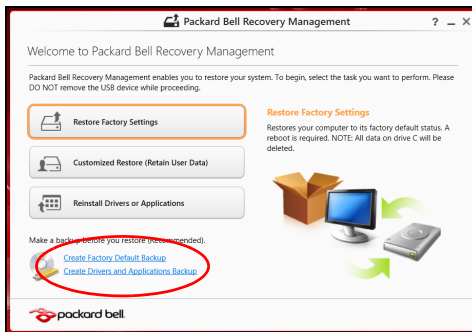 Packard Bell Recovery Management
Welcome to Packard Bell Recovery Management
Packard Bell Recovery Management enables you to restore your system. To begin, select the task you want to perform. Please
DO NOT remove the USB device while proceeding.
Restore Factory Settings
Customized Restore (Retain User Data)
Reinstall Drivers or Applications
Restore Factory Settings
Restores your computer to its factory default status. A
reboot is required. NOTE: All data on drive C will be
deleted.
Make a backup before you restore (Recommended).
Create Factory Default Backup
Create Drivers and Applications Backup
packard bell.